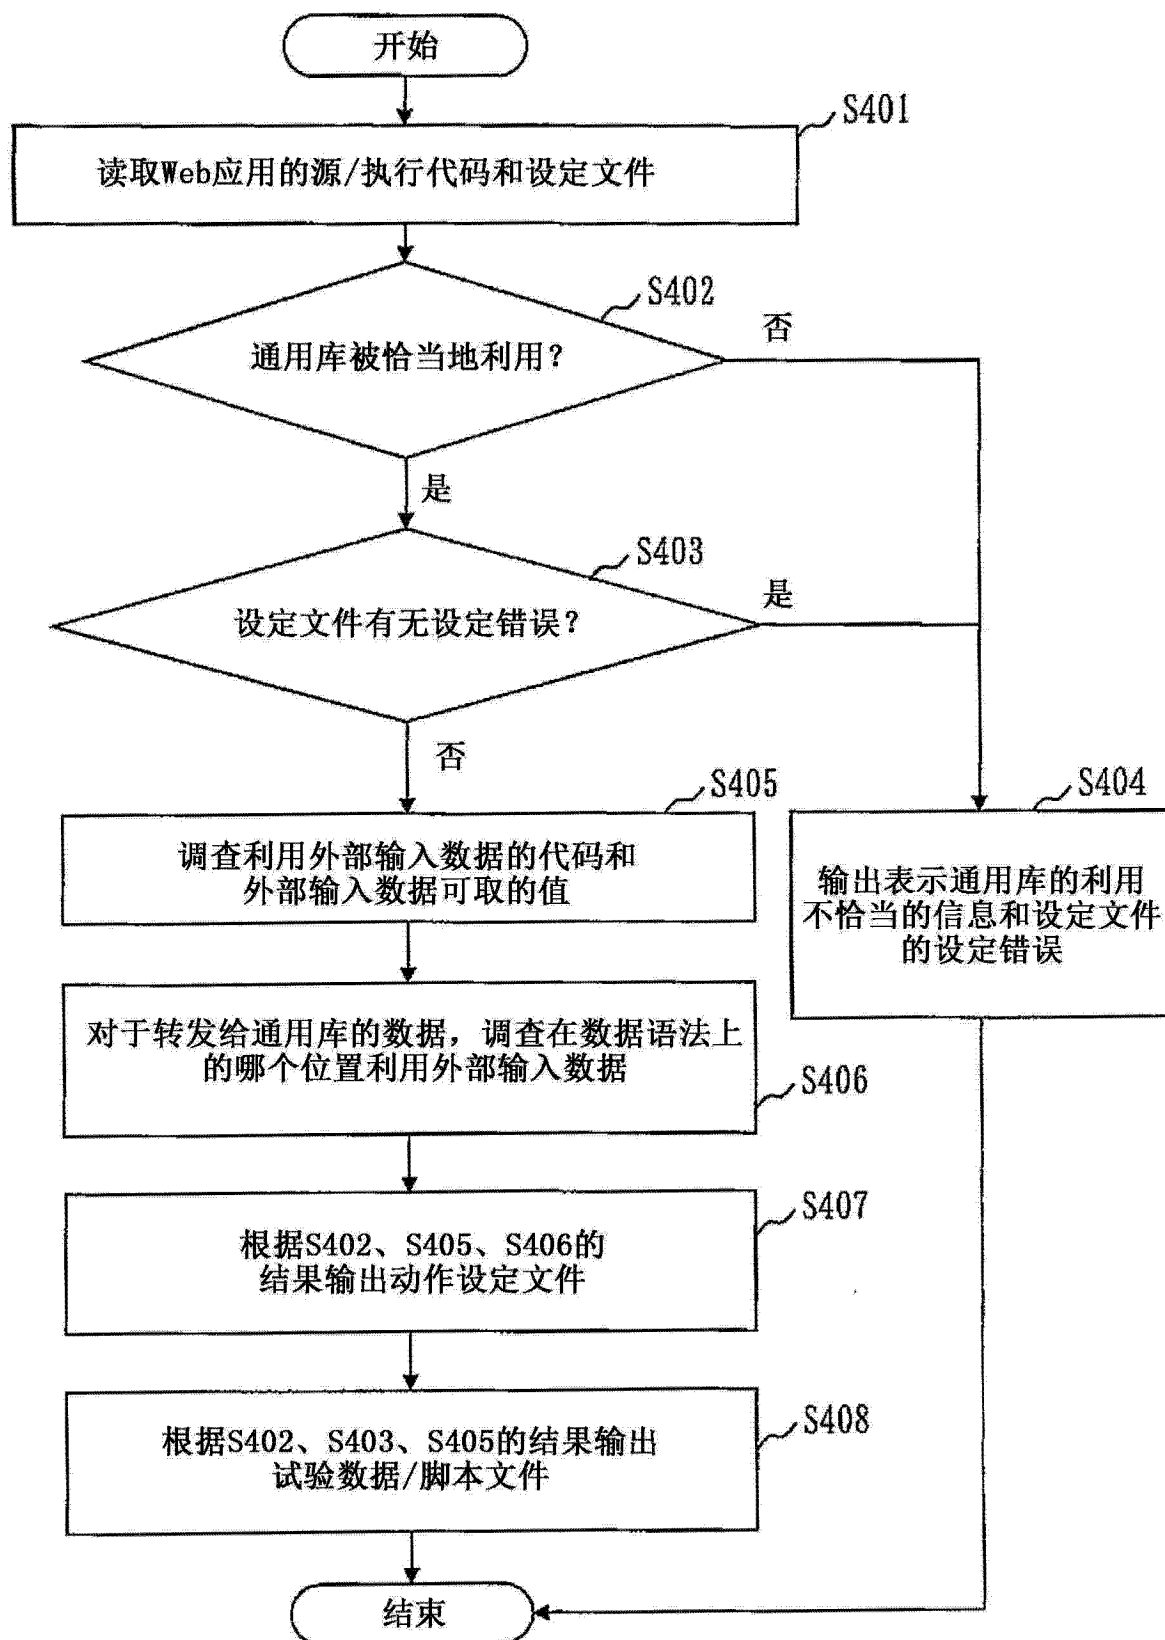 开始
S401
读取Web应用的源/执行代码和设定文件
S402
通用库被恰当地利用？
否
是
S403
设定文件有无设定错误？
是
否
S405
调查利用外部输入数据的代码和
外部输入数据可取的值
S404
输出表示通用库的利用
不恰当的信息和设定文件
的设定错误
对于转发给通用库的数据，调查在数据语法上
的哪个位置利用外部输入数据
S406
S407
根据S402、S405、S406的
结果输出动作设定文件
S408
根据S402、S403、S405的结果输出
试验数据/脚本文件
结束